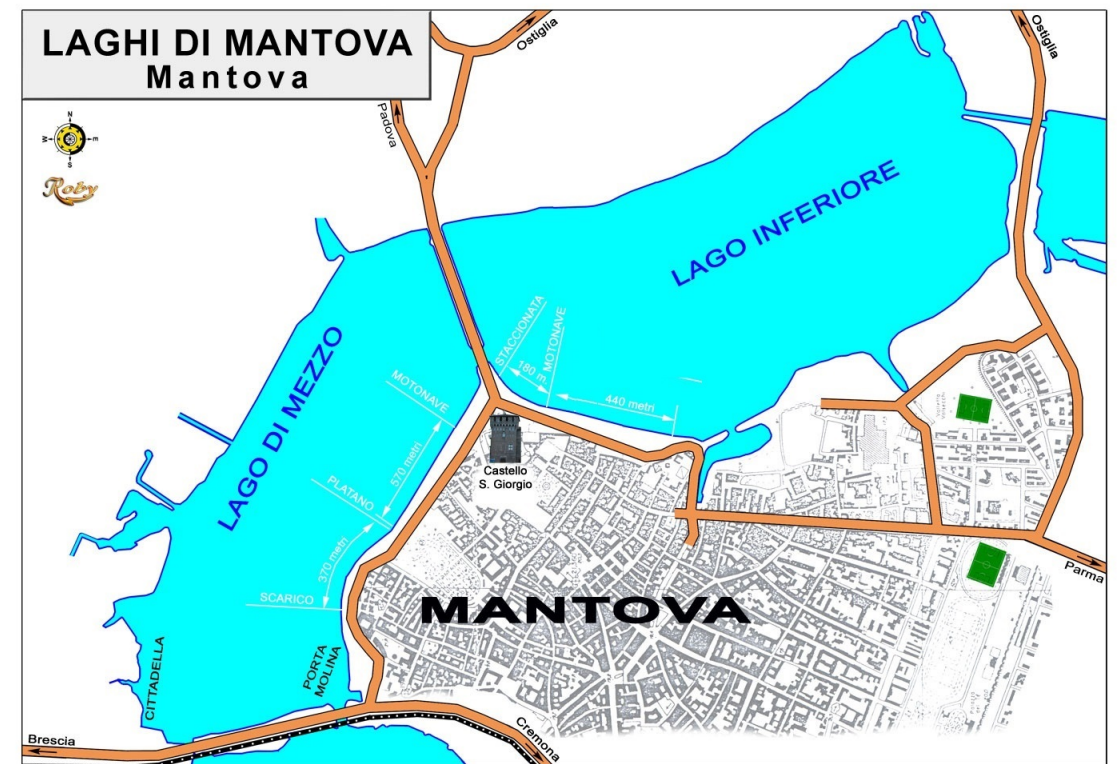 LAGHI DI MANTOVA
Mantova
N
W
E
S
Roby
Ostiglia
Ostiglia
Padova
LAGO INFERIORE
LAGO DI MEZZO
STACCIONATA
MOTONAVE
180 m.
440 metri
MOTONAVE
570 metri
PLATANO
370 metri
SCARICO
Castello
S. Giorgio
MANTOVA
Parma
CITTADELLA
PORTA
MOLINA
Brescia
Cremona